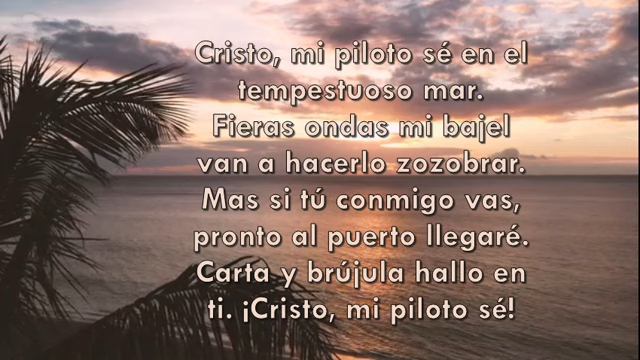 Cristo, mi piloto sé en el
tempestuoso mar.
Fieras ondas mi bajel
van a hacerlo zozobrar.
Mas si tú conmigo vas,
pronto al puerto llegaré.
Carta y brújula hallo en
ti. ¡Cristo, mi piloto sé!